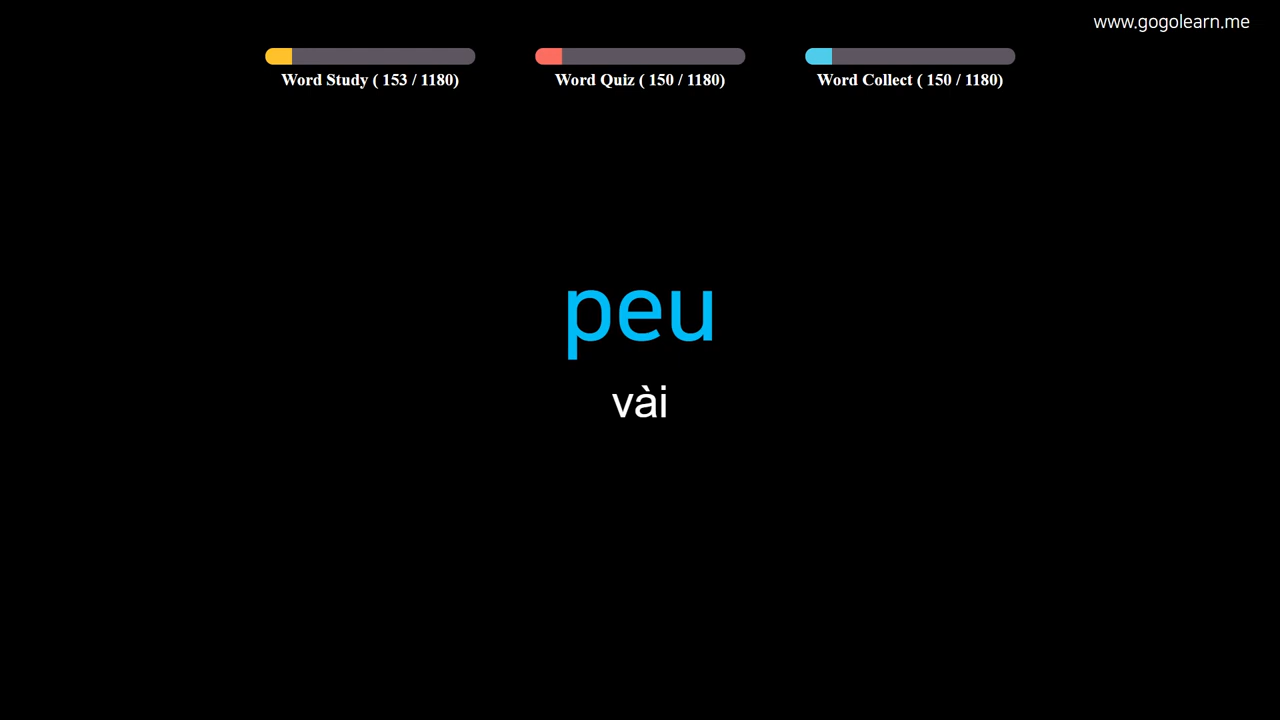 www.gogolearn.me
Word Study ( 153 / 1180)
Word Quiz ( 150 / 1180)
Word Collect ( 150 / 1180)
peu
vài